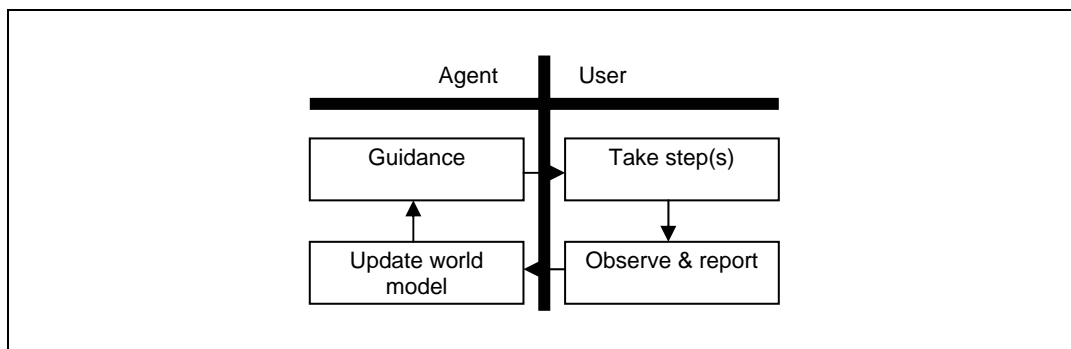 Agent User
Guidance Take step(s)
Update world Observe & report
model